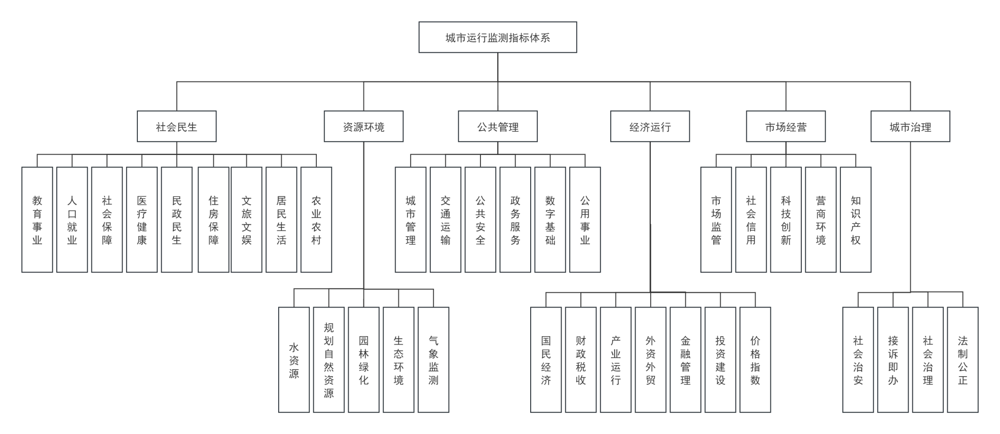 城市运行监测指标体系
社会民生
资源环境
公共管理
经济运行
市场经营
城市治理
教育事业
人口就业
社会保障
医疗健康
民政民生
住房保障
文旅文娱
居民生活
农业农村
城市管理
交通运输
公共安全
政务服务
数字基础
公用事业
市场监管
社会信用
科技创新
营商环境
知识产权
水资源
规划自然资源
园林绿化
生态环境
气象监测
国民经济
财政税收
产业运行
外资外贸
金融管理
投资建设
价格指数
社会治安
接诉即办
社会治理
法制公正